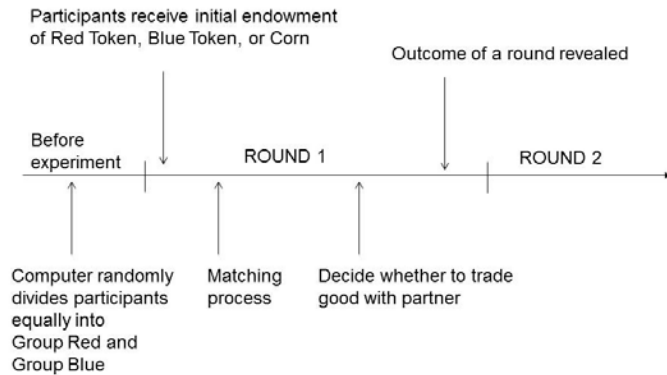 Participants receive initial endowment
of Red Token, Blue Token, or Corn
Outcome of a round revealed
Before
experiment
ROUND 1
ROUND 2
Computer randomly
divides participants
equally into
Group Red and
Group Blue
Matching
process
Decide whether to trade
good with partner